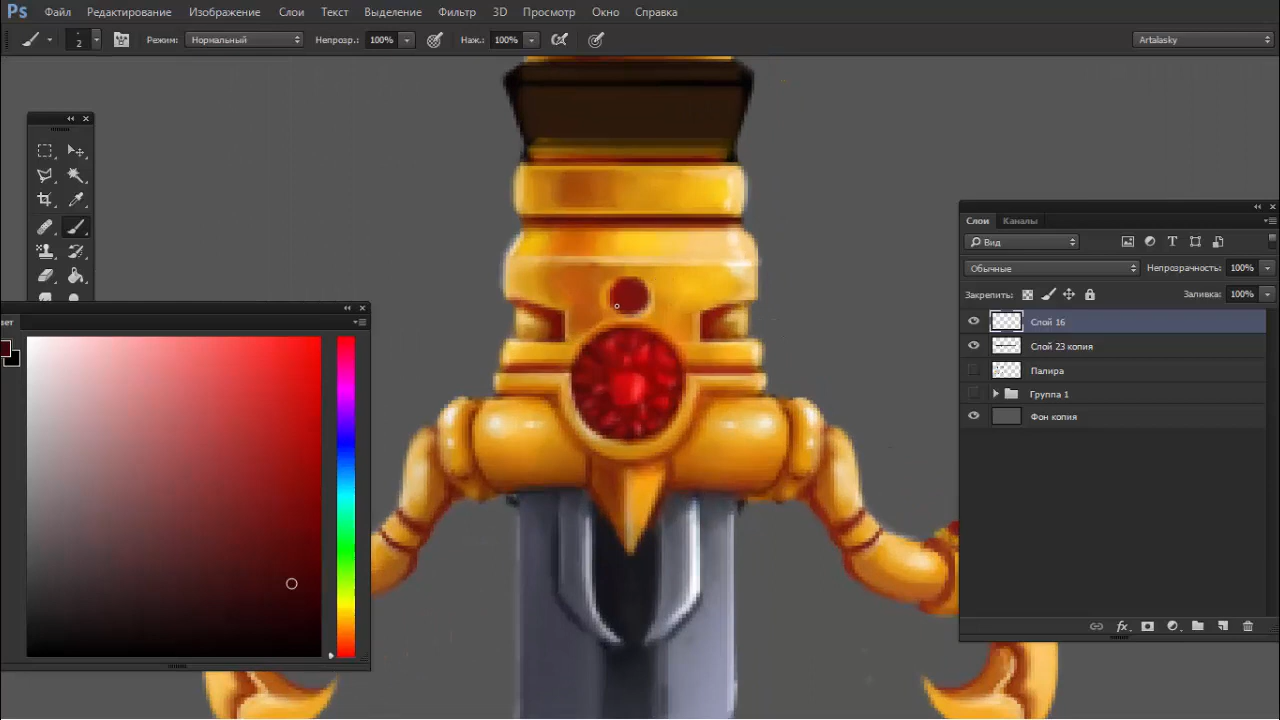 Ps Файл Редактирование Изображение Слои Текст Выделение Фильтр 3D Просмотр Окно Справка
2 Режим: Нормальный Непрозр.: 100% Наж.: 100% Artalasky
Слои Каналы
Вид
Обычные Непрозрачность: 100%
Закрепить: Заливка: 100%
вет
Слой 16
Слой 23 копия
Палира
Группа 1
Фон копия
fx